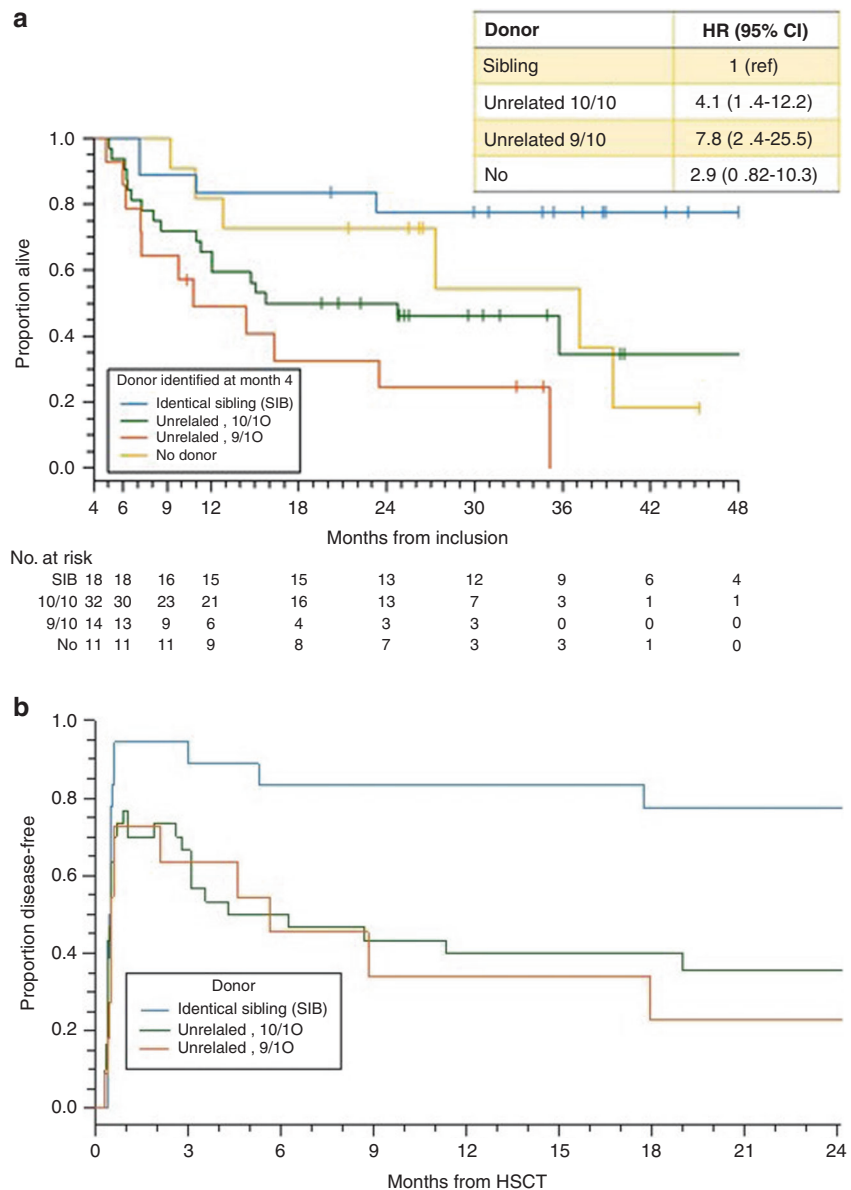 a
Donor HR (95% CI)
Sibling 1 (ref)
Unrelated 10/10 4.1 (1 .4-12.2)
Unrelated 9/10 7.8 (2 .4-25.5)
No 2.9 (0 .82-10.3)
1.0
0.8
0.6
0.4
0.2
0.0
Proportion alive
Donor identified at month 4
Identical sibling (SIB)
Unrelaled , 10/1O
Unrelaled , 9/1O
No donor
4 6 9 12 18 24 30 36 42 48
Months from inclusion
No. at risk
SIB 18 18 16 15 15 13 12 9 6 4
10/10 32 30 23 21 16 13 7 3 1 1
9/10 14 13 9 6 4 3 3 0 0 0
No 11 11 11 9 8 7 3 3 1 0
b
1.0
0.8
0.6
0.4
0.2
0.0
Proportion disease-free
Donor
Identical sibling (SIB)
Unrelaled , 10/1O
Unrelaled , 9/1O
0 3 6 9 12 15 18 21 24
Months from HSCT